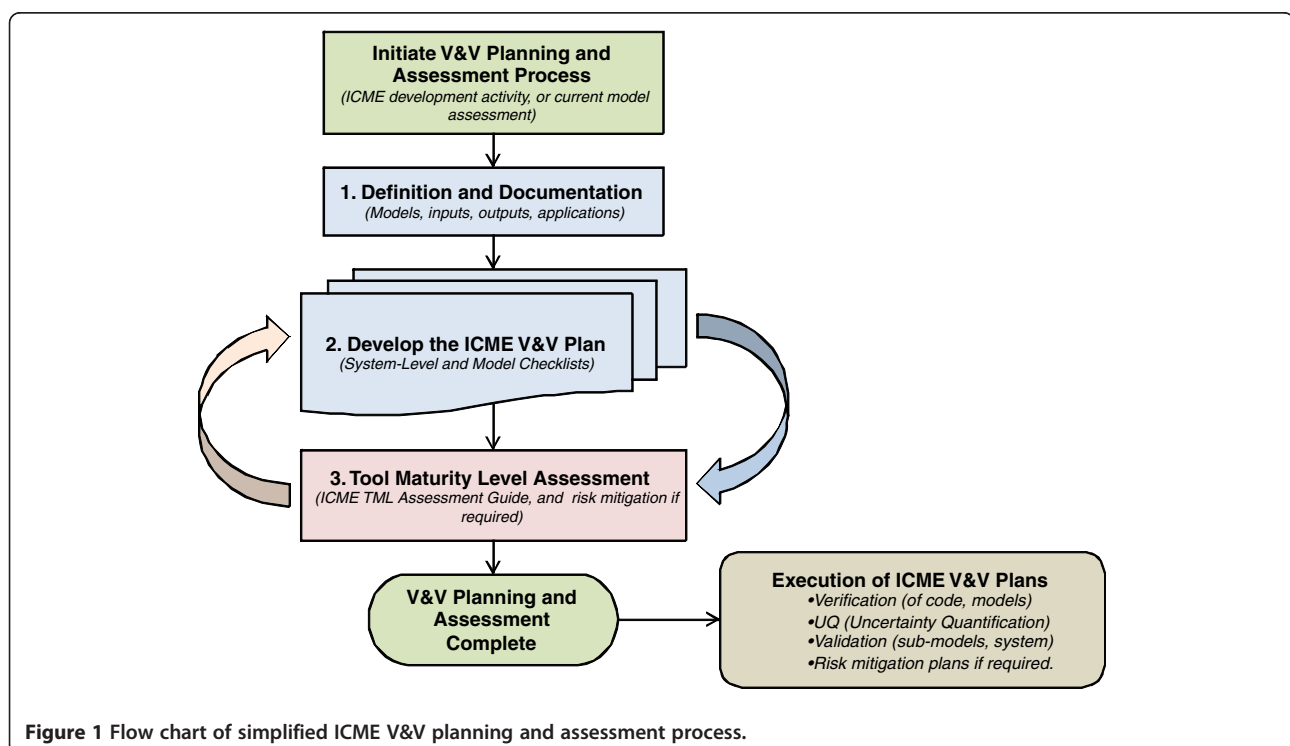 Initiate V&V Planning and
Assessment Process
(ICME development activity, or current model
assessment)
1. Definition and Documentation
(Models, inputs, outputs, applications)
2. Develop the ICME V&V Plan
(System-Level and Model Checklists)
3. Tool Maturity Level Assessment
(ICME TML Assessment Guide, and risk mitigation if
required)
V&V Planning and
Assessment
Complete
Execution of ICME V&V Plans
•Verification (of code, models)
•UQ (Uncertainty Quantification)
•Validation (sub-models, system)
•Risk mitigation plans if required.
Figure 1 Flow chart of simplified ICME V&V planning and assessment process.